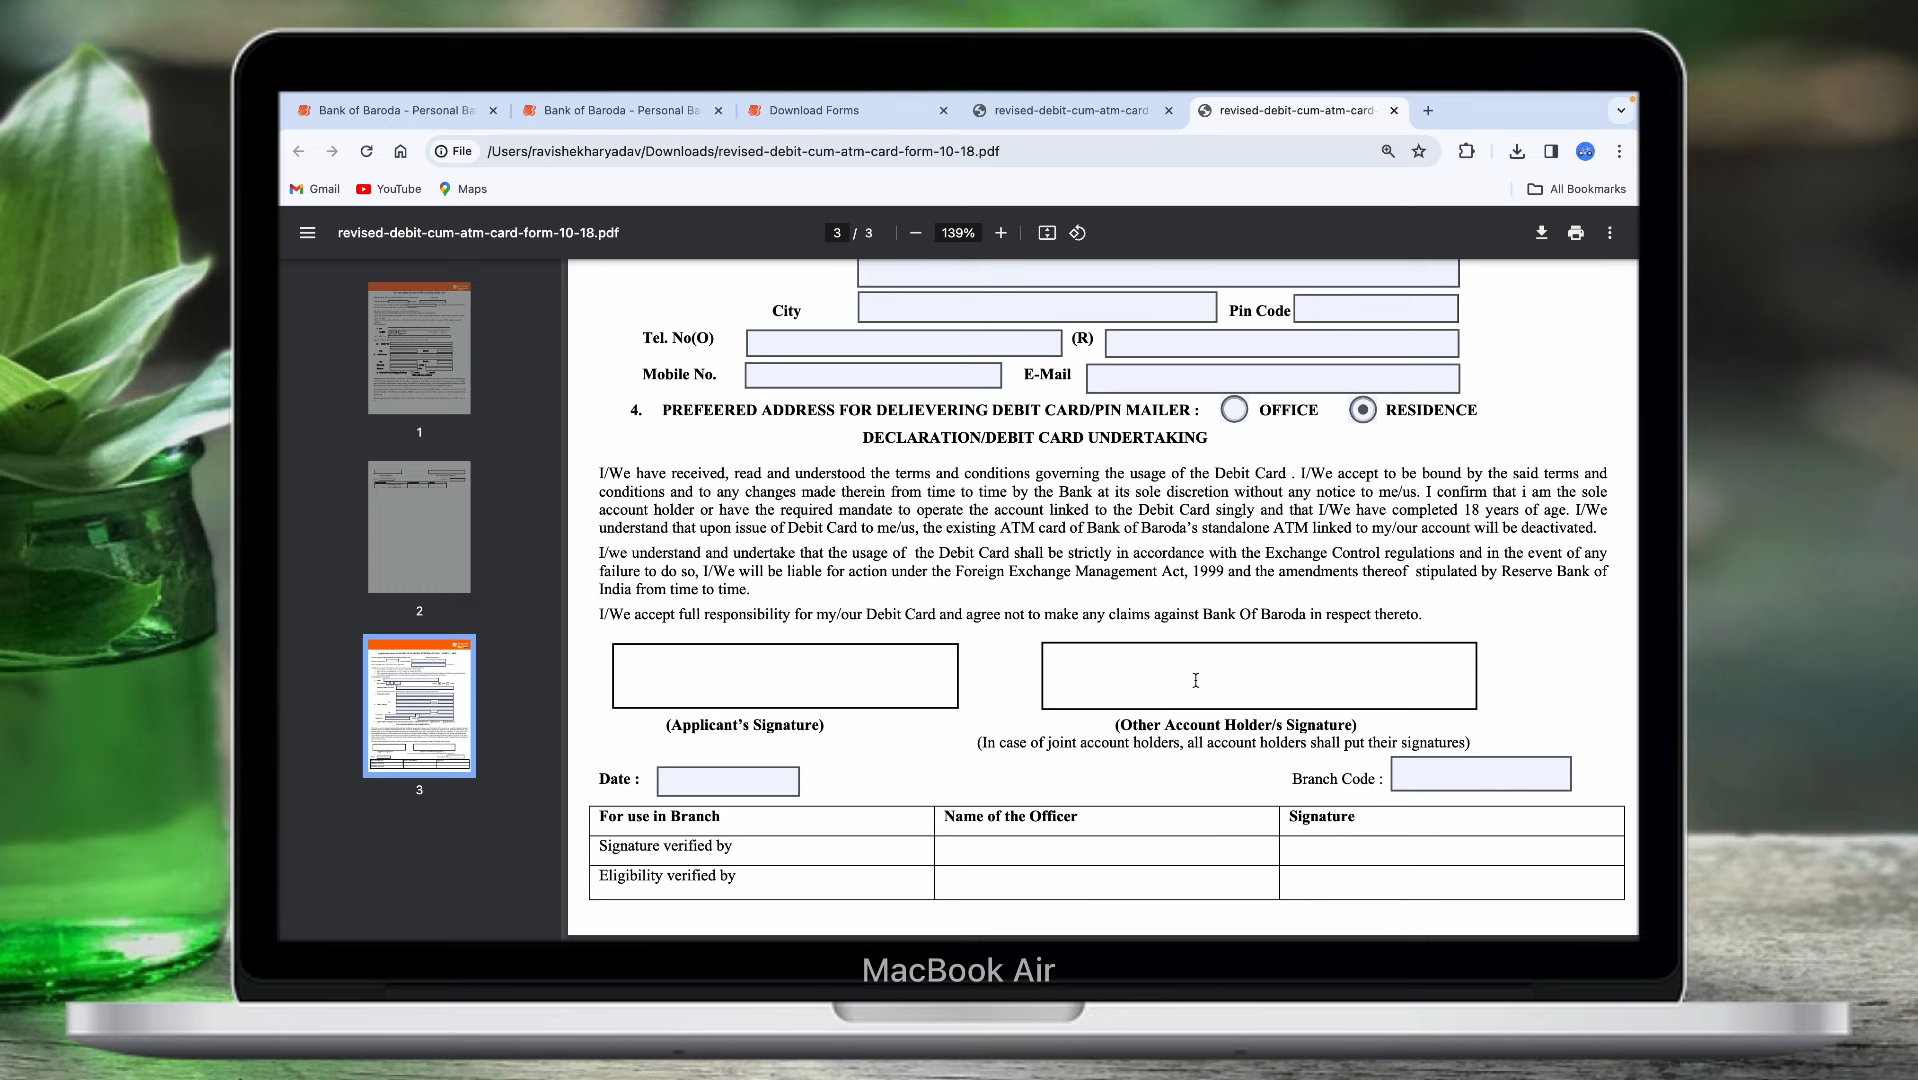 Bank of Baroda - Personal Ba
Bank of Baroda - Personal Ba
Download Forms
revised-debit-cum-atm-card-
revised-debit-cum-atm-card-
File
/Users/ravishekharyadav/Downloads/revised-debit-cum-atm-card-form-10-18.pdf
Gmail
YouTube
Maps
All Bookmarks
revised-debit-cum-atm-card-form-10-18.pdf
3 / 3
139%
1
2
3
City
Pin Code
Tel. No(O)
(R)
Mobile No.
E-Mail
4. PREFEERED ADDRESS FOR DELIEVERING DEBIT CARD/PIN MAILER : OFFICE RESIDENCE
DECLARATION/DEBIT CARD UNDERTAKING
I/We have received, read and understood the terms and conditions governing the usage of the Debit Card . I/We accept to be bound by the said terms and
conditions and to any changes made therein from time to time by the Bank at its sole discretion without any notice to me/us. I confirm that i am the sole
account holder or have the required mandate to operate the account linked to the Debit Card singly and that I/We have completed 18 years of age. I/We
understand that upon issue of Debit Card to me/us, the existing ATM card of Bank of Baroda's standalone ATM linked to my/our account will be deactivated.
I/we understand and undertake that the usage of the Debit Card shall be strictly in accordance with the Exchange Control regulations and in the event of any
failure to do so, I/We will be liable for action under the Foreign Exchange Management Act, 1999 and the amendments thereof stipulated by Reserve Bank of
India from time to time.
I/We accept full responsibility for my/our Debit Card and agree not to make any claims against Bank Of Baroda in respect thereto.
(Applicant's Signature)
(Other Account Holder/s Signature)
(In case of joint account holders, all account holders shall put their signatures)
Date :
Branch Code :
For use in Branch
Name of the Officer
Signature
Signature verified by
Eligibility verified by
MacBook Air